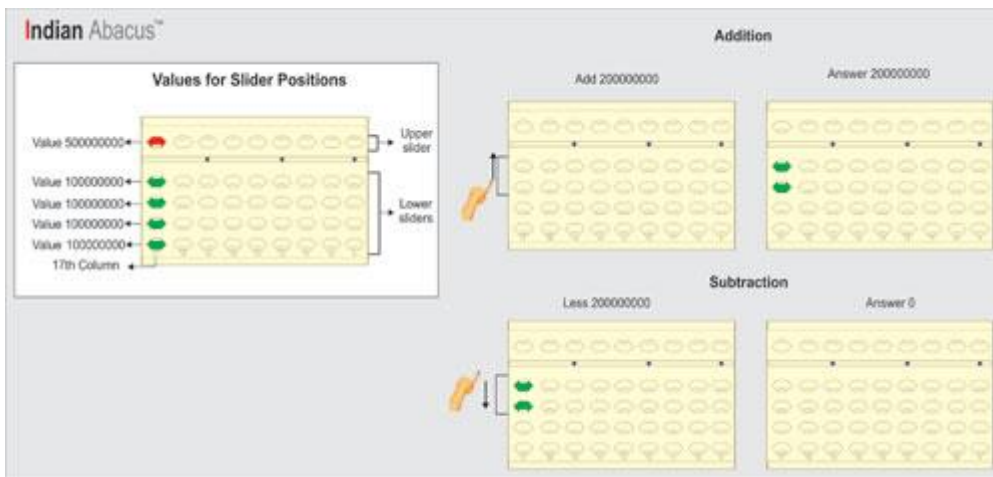 Indian Abacus™
Values for Slider Positions
Value 500000000
Upper
slider
Value 100000000
Value 100000000
Value 100000000
Value 100000000
Lower
sliders
17th Column
Addition
Add 200000000
Answer 200000000
Subtraction
Less 200000000
Answer 0